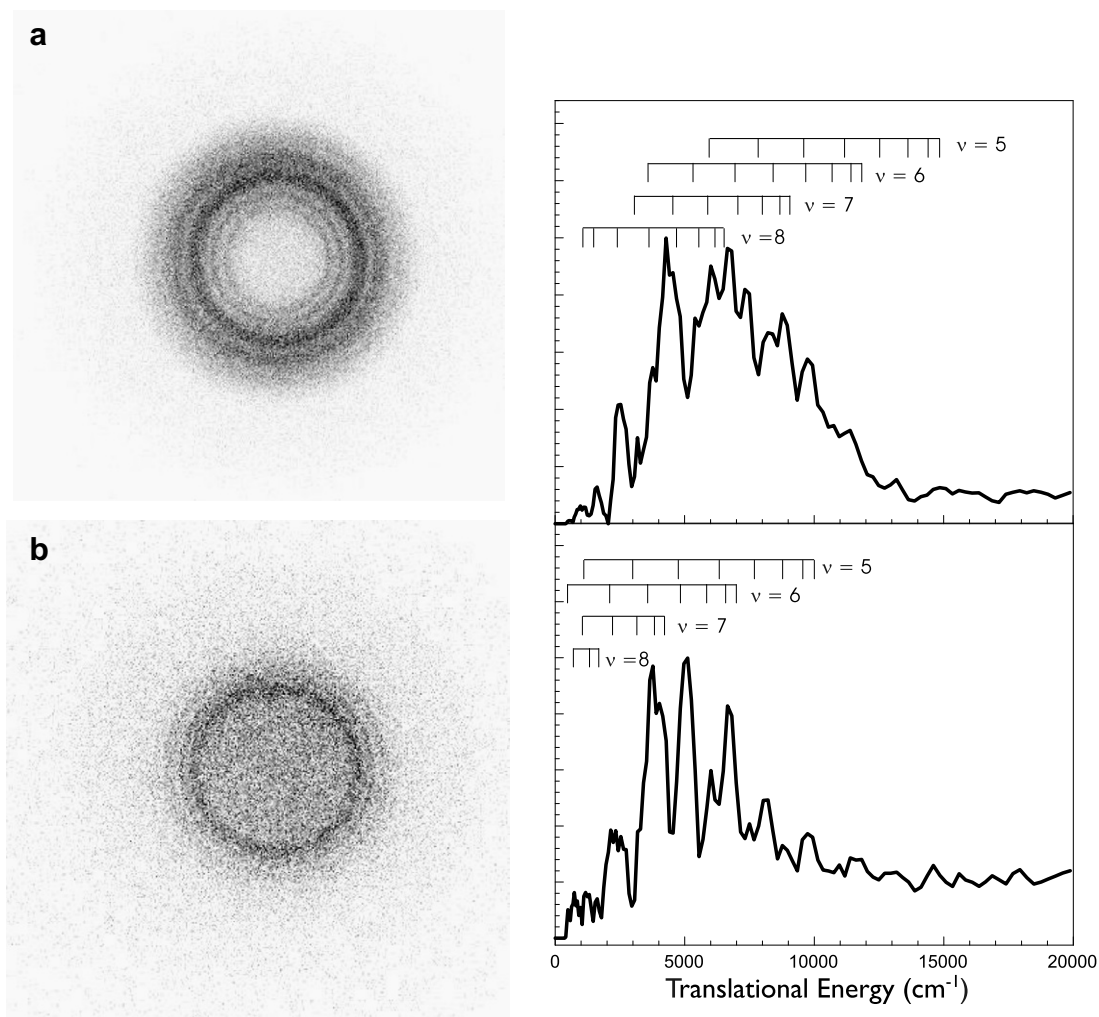 a
ν = 5
ν = 6
ν = 7
ν =8
b
ν = 5
ν = 6
ν = 7
ν =8
0 5000 10000 15000 20000
Translational Energy (cm⁻¹)